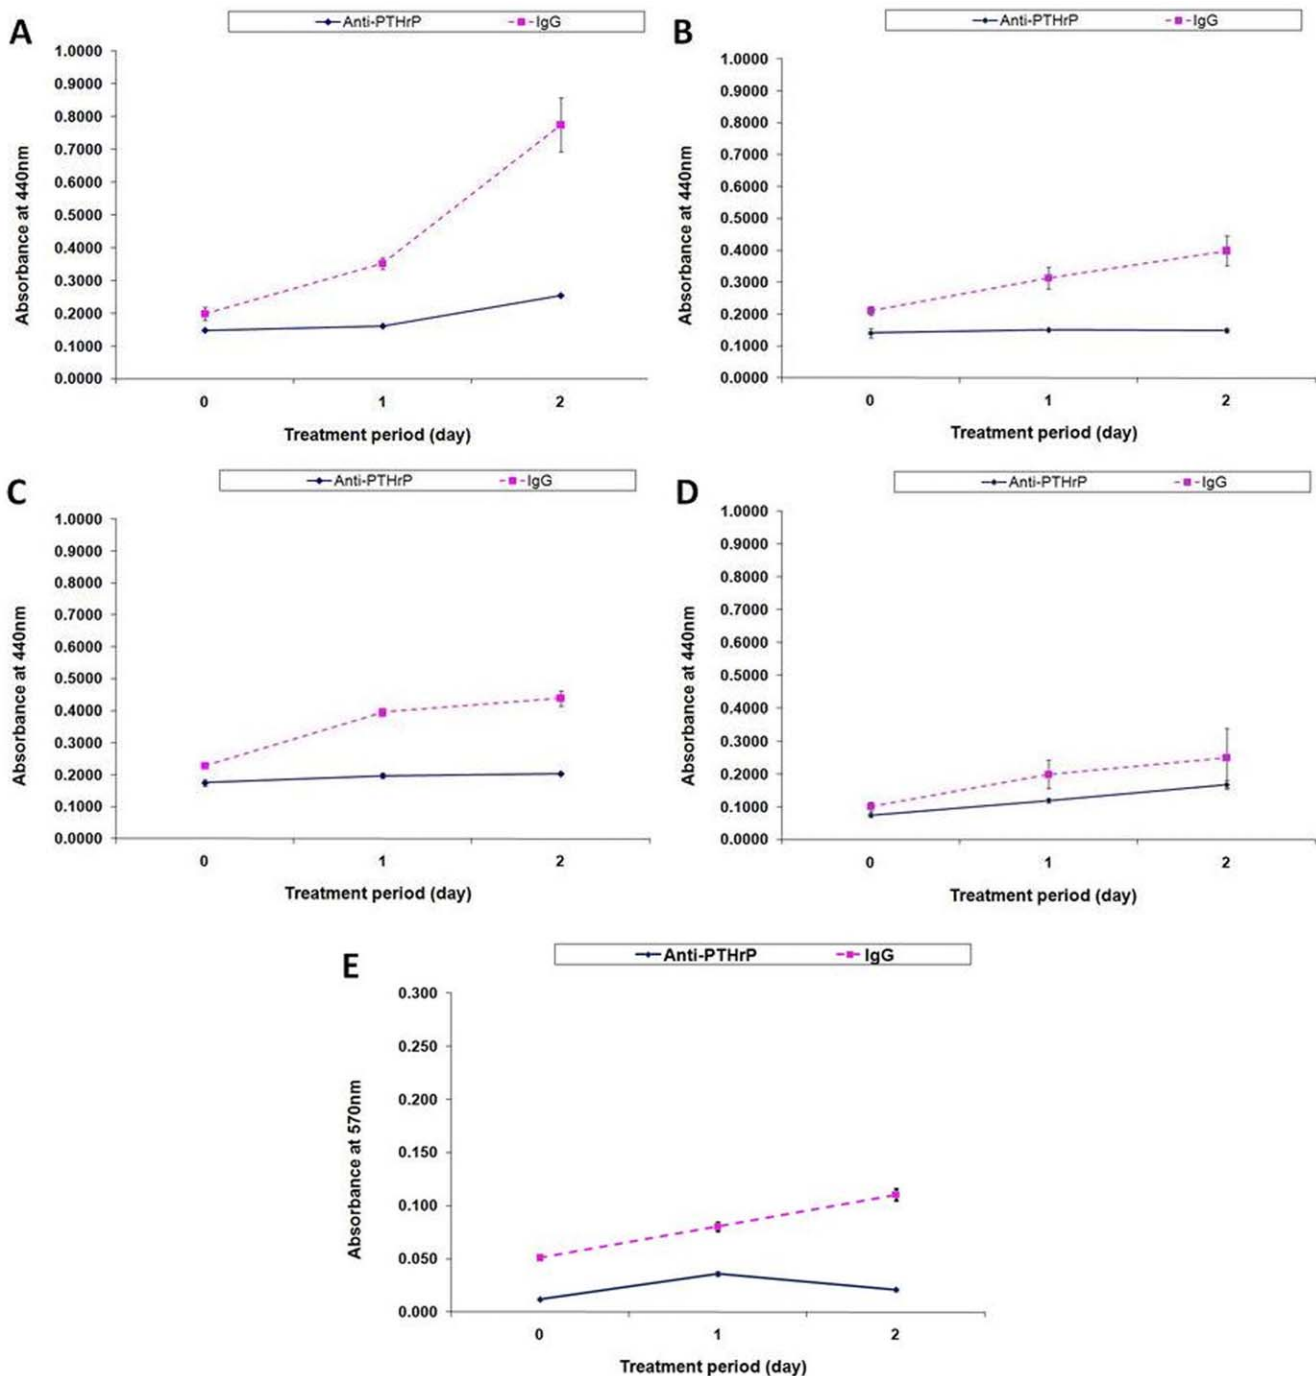 A
Anti-PTHrP IgG
1.0000
0.9000
0.8000
0.7000
0.6000
0.5000
0.4000
0.3000
0.2000
0.1000
0.0000
Absorbance at 440nm
0 1 2
Treatment period (day)
B
Anti-PTHrP IgG
1.0000
0.9000
0.8000
0.7000
0.6000
0.5000
0.4000
0.3000
0.2000
0.1000
0.0000
Absorbance at 440nm
0 1 2
Treatment period (day)
C
Anti-PTHrP IgG
1.0000
0.9000
0.8000
0.7000
0.6000
0.5000
0.4000
0.3000
0.2000
0.1000
0.0000
Absorbance at 440nm
0 1 2
Treatment period (day)
D
Anti-PTHrP IgG
1.0000
0.9000
0.8000
0.7000
0.6000
0.5000
0.4000
0.3000
0.2000
0.1000
0.0000
Absorbance at 440nm
0 1 2
Treatment period (day)
E
Anti-PTHrP IgG
0.300
0.250
0.200
0.150
0.100
0.050
0.000
Absorbance at 570nm
0 1 2
Treatment period (day)